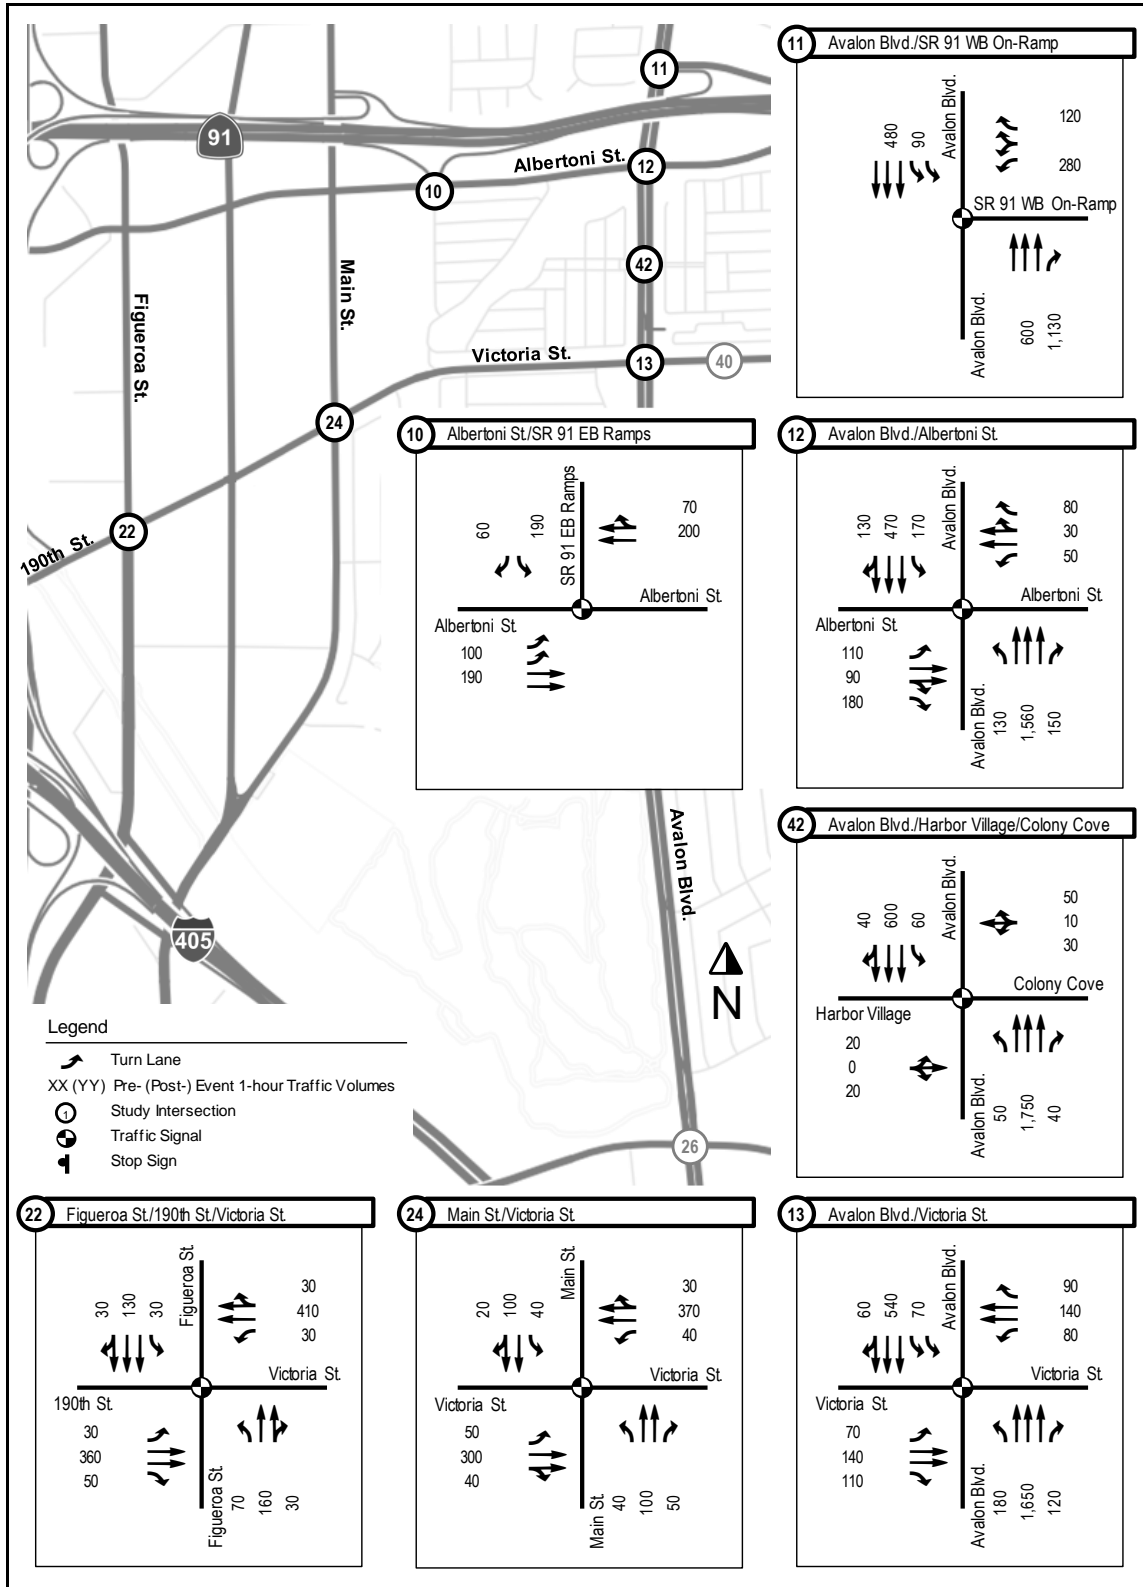 11 Avalon Blvd./SR 91 WB On-Ramp
480
90
Avalon Blvd.
120
280
SR 91 WB On-Ramp
Avalon Blvd.
600
1,130
91
11
Albertoni St.
12
10
42
Figueroa St.
Main St.
Victoria St.
13
40
24
22
190th St.
405
Avalon Blvd.
N
26
10 Albertoni St./SR 91 EB Ramps
60
190
SR 91 EB Ramps
70
200
Albertoni St.
Albertoni St.
100
190
12 Avalon Blvd./Albertoni St.
130
470
170
Avalon Blvd.
80
30
50
Albertoni St.
Albertoni St.
110
90
180
Avalon Blvd.
130
1,560
150
42 Avalon Blvd./Harbor Village/Colony Cove
40
600
60
Avalon Blvd.
50
10
30
Colony Cove
Harbor Village
20
0
20
Avalon Blvd.
50
1,750
40
Legend
Turn Lane
XX (YY) Pre- (Post-) Event 1-hour Traffic Volumes
1 Study Intersection
Traffic Signal
Stop Sign
22 Figueroa St./190th St./Victoria St.
30
130
30
Figueroa St.
30
410
30
Victoria St.
190th St.
30
360
50
Figueroa St.
70
160
30
24 Main St./Victoria St.
20
100
40
Main St.
30
370
40
Victoria St.
Victoria St.
50
300
40
Main St.
40
100
50
13 Avalon Blvd./Victoria St.
60
540
70
Avalon Blvd.
90
140
80
Victoria St.
Victoria St.
70
140
110
Avalon Blvd.
180
1,650
120